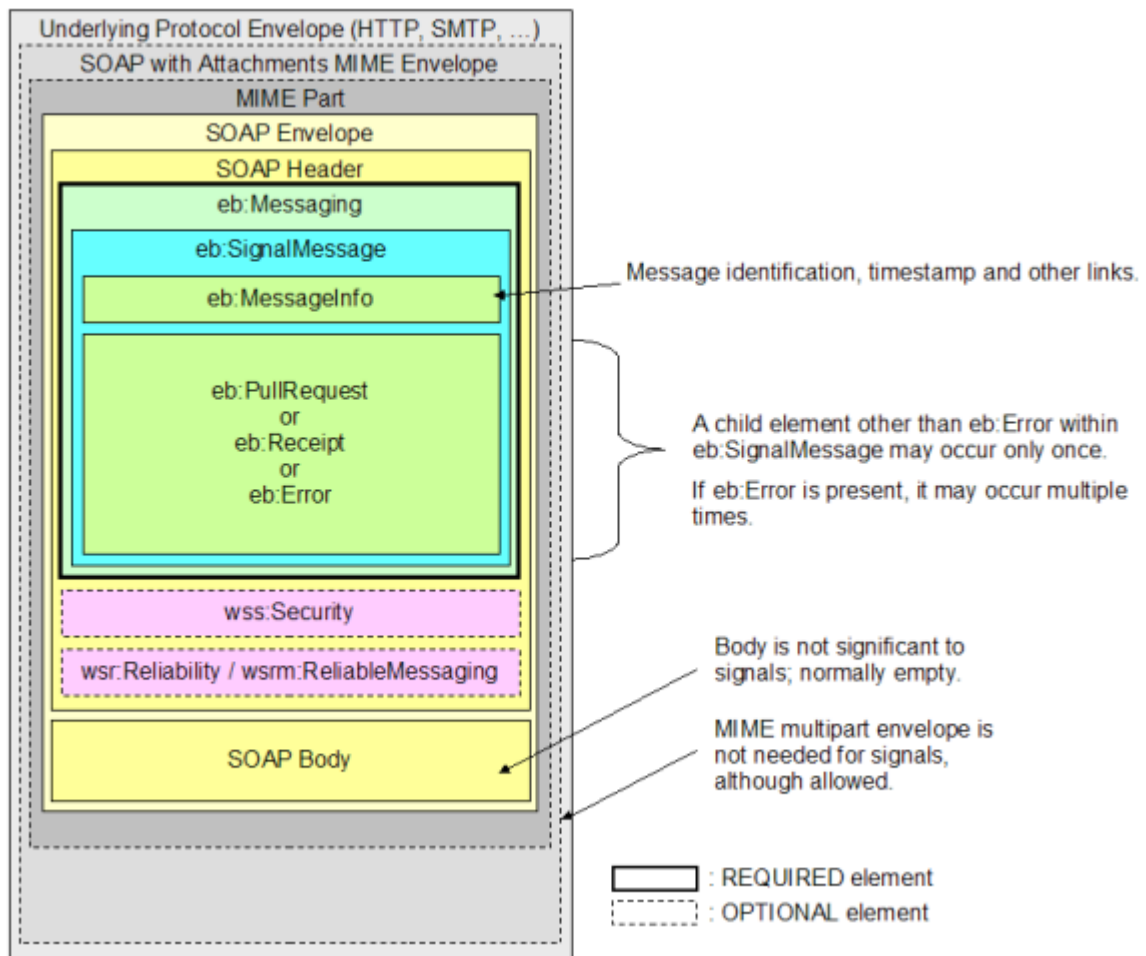 Underlying Protocol Envelope (HTTP, SMTP, …)
SOAP with Attachments MIME Envelope
MIME Part
SOAP Envelope
SOAP Header
eb:Messaging
eb:SignalMessage
eb:MessageInfo
eb:PullRequest
or
eb:Receipt
or
eb:Error
wss:Security
wsr:Reliability / wsrm:ReliableMessaging
SOAP Body
Message identification, timestamp and other links.
A child element other than eb:Error within
eb:SignalMessage may occur only once.
If eb:Error is present, it may occur multiple
times.
Body is not significant to
signals; normally empty.
MIME multipart envelope is
not needed for signals,
although allowed.
: REQUIRED element
: OPTIONAL element